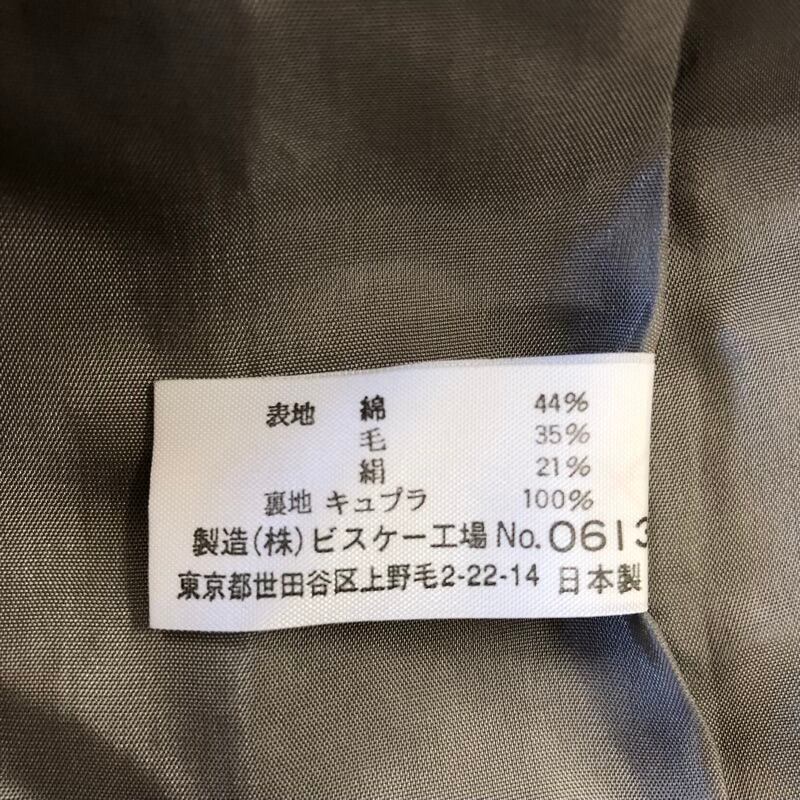 表地 綿 44%
毛 35%
絹 21%
裏地 キュプラ 100%
製造(株)ビスケー工場No.0613
東京都世田谷区上野毛2-22-14 日本製